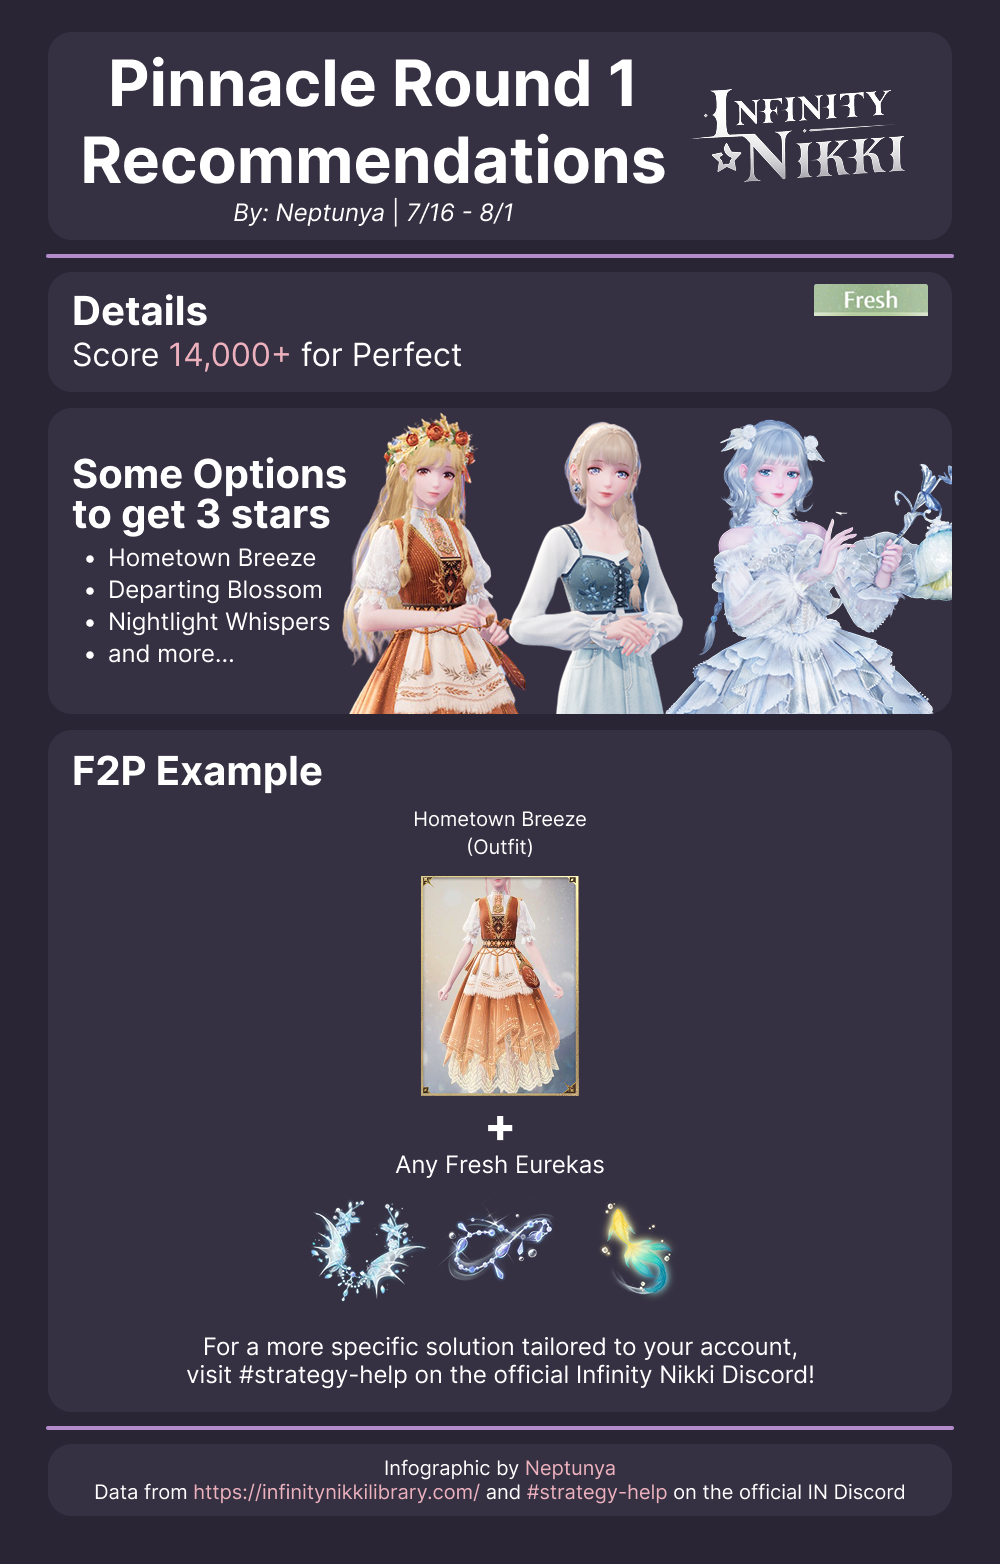 Pinnacle Round 1
Recommendations
By: Neptunya | 7/16 - 8/1
INFINITY
NIKKI
Details
Score 14,000+ for Perfect
Fresh
Some Options
to get 3 stars
• Hometown Breeze
• Departing Blossom
• Nightlight Whispers
• and more...
F2P Example
Hometown Breeze
(Outfit)
+
Any Fresh Eurekas
For a more specific solution tailored to your account,
visit #strategy-help on the official Infinity Nikki Discord!
Infographic by Neptunya
Data from https://infinitynikkilibrary.com/ and #strategy-help on the official IN Discord